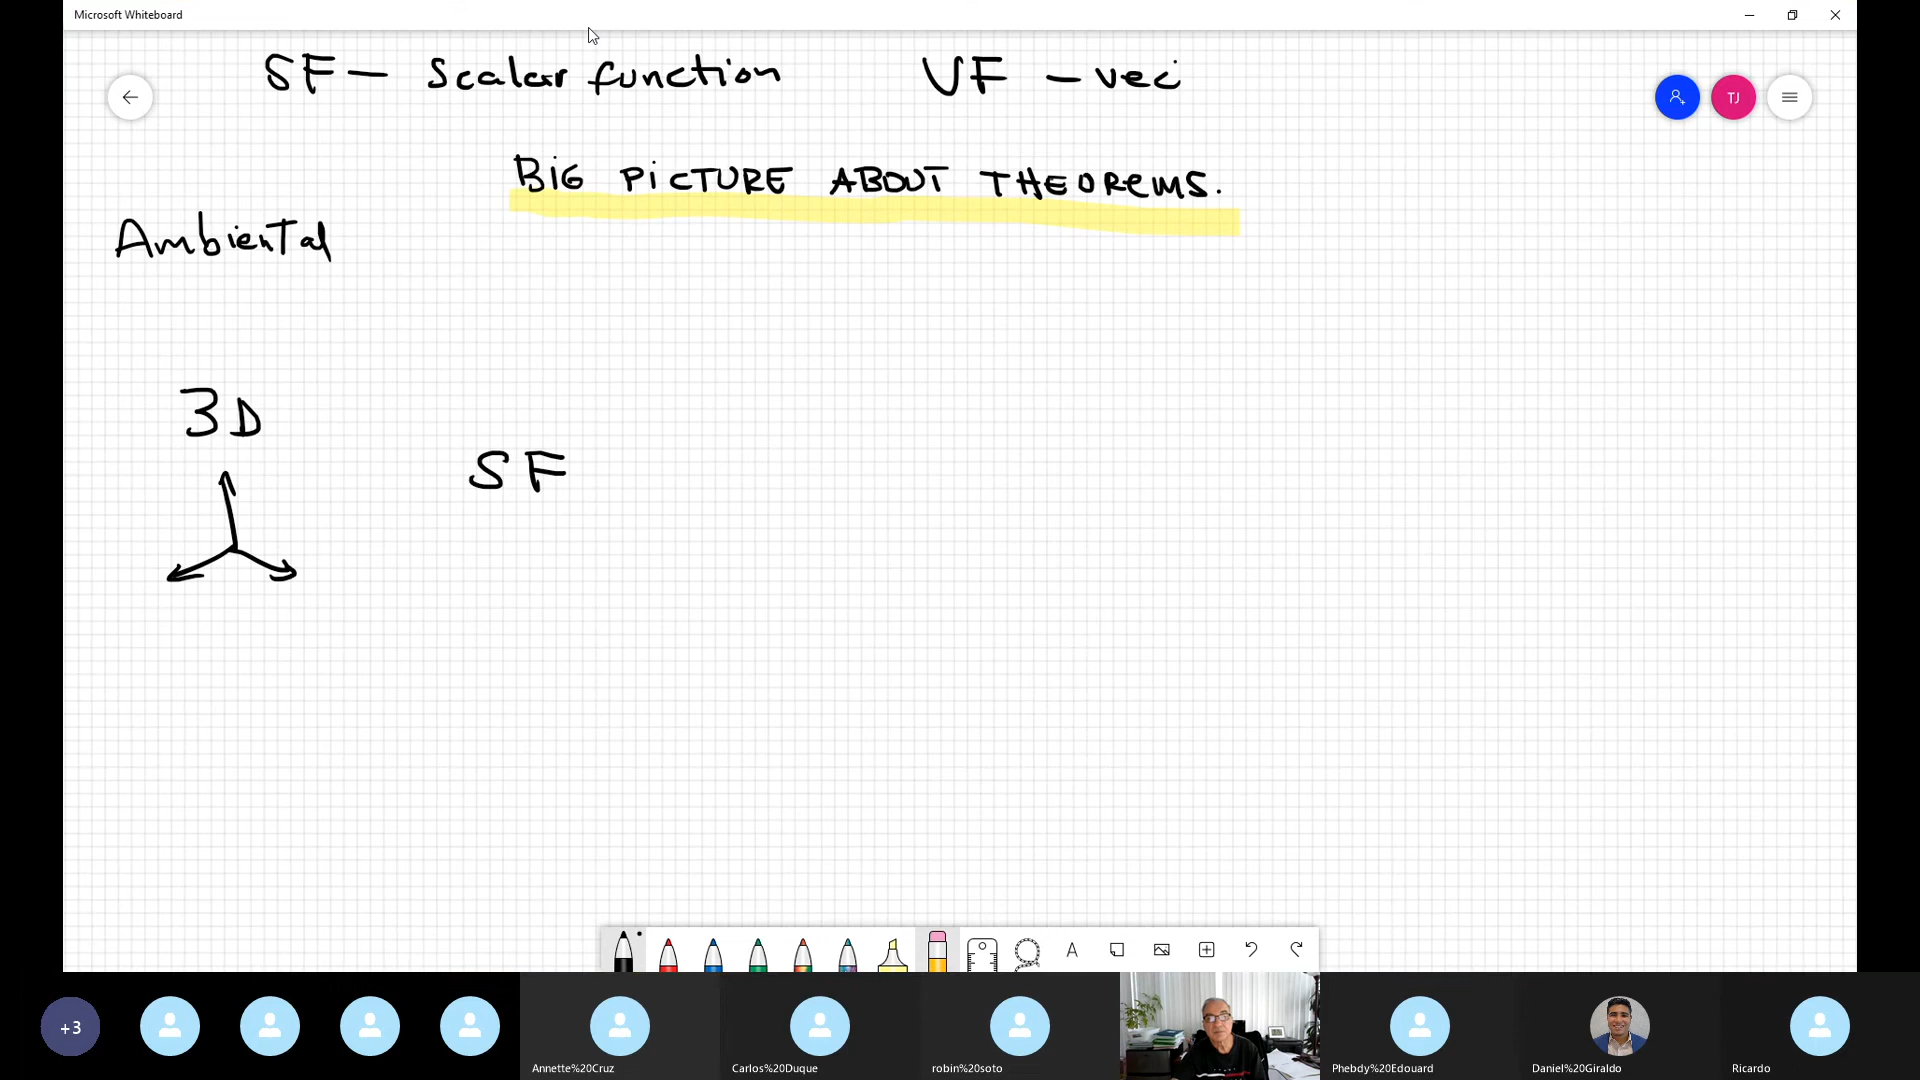 Microsoft Whiteboard
SF – Scalar function VF – vec
TJ
BiG PiCTURE ABOUT THEOREMS.
AmbienTal
3D
SF
A
+3
Annette%20Cruz
Carlos%20Duque
robin%20soto
Phebdy%20Edouard
Daniel%20Giraldo
Ricardo